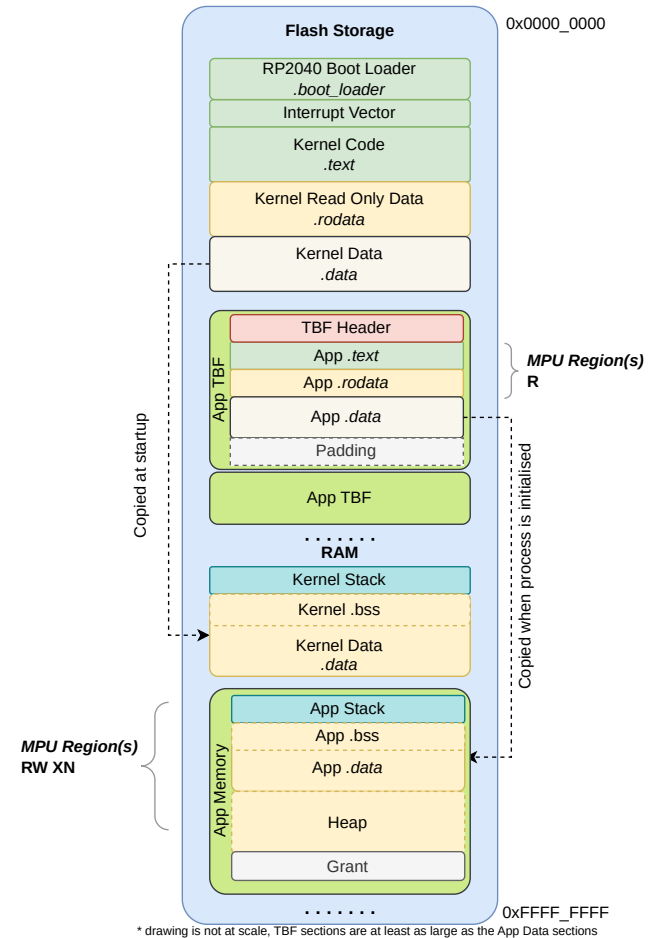 Flash Storage
0x0000_0000
RP2040 Boot Loader
.boot_loader
Interrupt Vector
Kernel Code
.text
Kernel Read Only Data
.rodata
Kernel Data
.data
App TBF
TBF Header
App .text
App .rodata
App .data
Padding
MPU Region(s)
R
Copied at startup
Copied when process is initialised
App TBF
.......
RAM
Kernel Stack
Kernel .bss
Kernel Data
.data
App Memory
App Stack
App .bss
App .data
Heap
Grant
MPU Region(s)
RW XN
.......
0xFFFF_FFFF
* drawing is not at scale, TBF sections are at least as large as the App Data sections